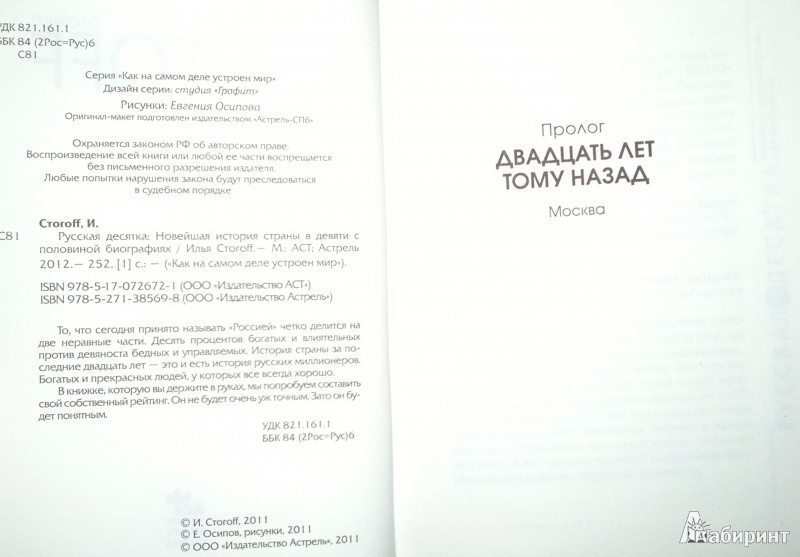 УДК 821.161.1
ББК 84 (2Рос=Рус)6
С81
Серия «Как на самом деле устроен мир»
Дизайн серии: студия «Графит»
Рисунки: Евгения Осипова
Оригинал-макет подготовлен издательством «Астрель-СПб»
Охраняется законом РФ об авторском праве.
Воспроизведение всей книги или любой ее части воспрещается
без письменного разрешения издателя.
Любые попытки нарушения закона будут преследоваться
в судебном порядке
Стогоff, И.
С81
Русская десятка: Новейшая история страны в девяти с
половиной биографиях / Илья Стогоff. — М.: АСТ; Астрель
2012.— 252, [1] с.: — («Как на самом деле устроен мир»).
ISBN 978-5-17-072672-1 (ООО «Издательство АСТ»)
ISBN 978-5-271-38569-8 (ООО «Издательство Астрель»)
То, что сегодня принято называть «Россией» четко делится на
две неравные части. Десять процентов богатых и влиятельных
против девяноста бедных и управляемых. История страны за по-
следние двадцать лет — это и есть история русских миллионеров.
Богатых и прекрасных людей, у которых все всегда хорошо.
В книжке, которую вы держите в руках, мы попробуем составить
свой собственный рейтинг. Он не будет очень уж точным. Зато он бу-
дет понятным.
УДК 821.161.1
ББК 84 (2Рос=Рус)6
© И. Стогоff, 2011
© Е. Осипов, рисунки, 2011
© ООО «Издательство Астрель», 2011
Пролог
ДВАДЦАТЬ ЛЕТ
ТОМУ НАЗАД
Москва
Лабиринт